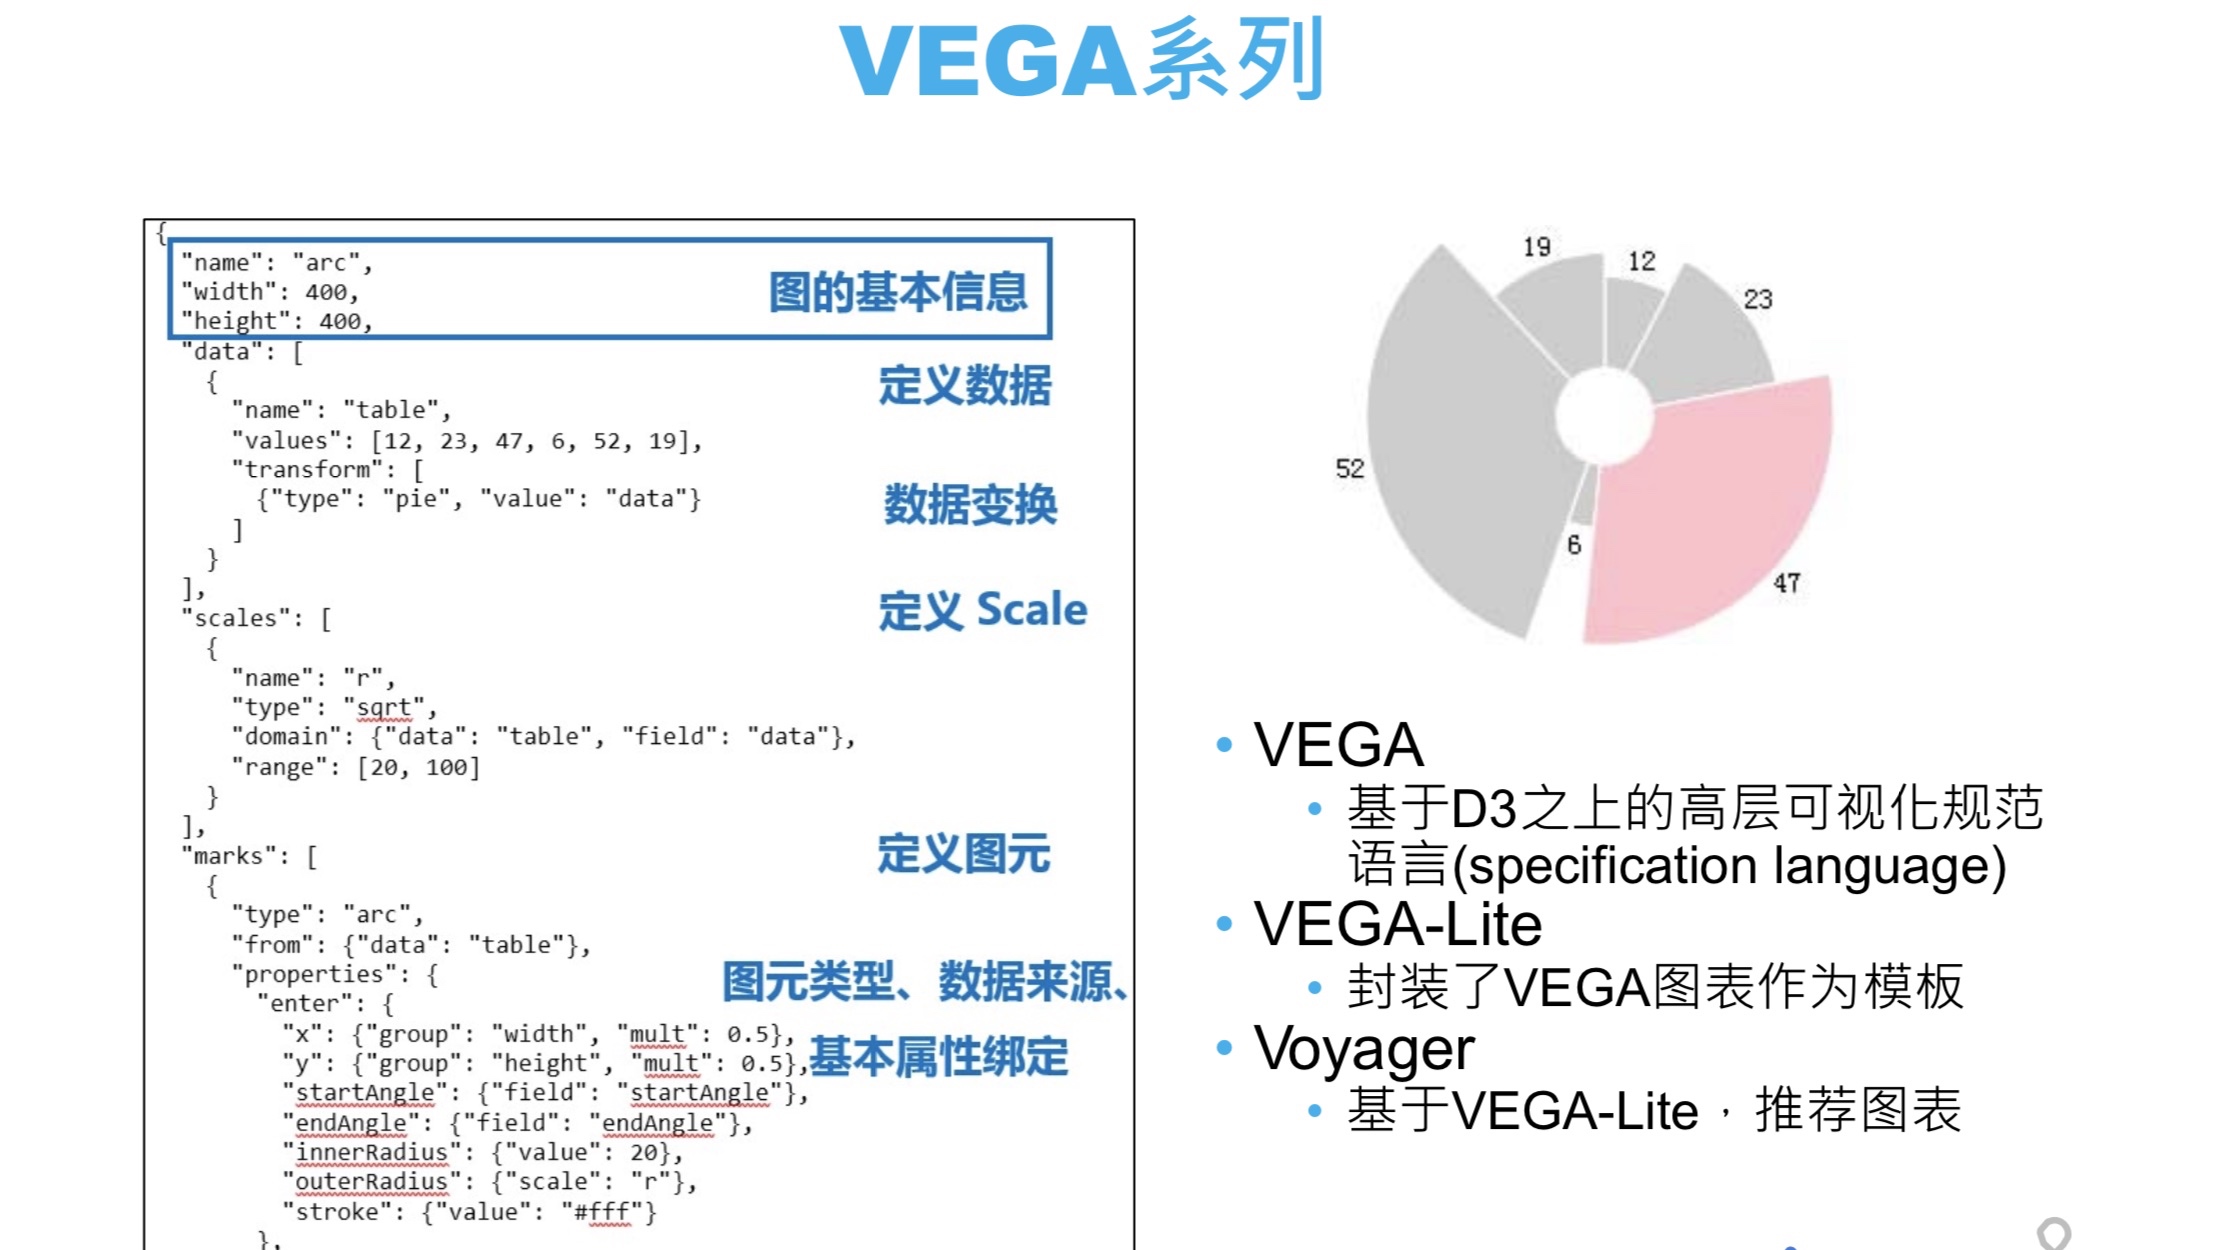 VEGA系列
{
"name": "arc",
"width": 400,
"height": 400,
图的基本信息
"data": [
定义数据
{
"name": "table",
"values": [12, 23, 47, 6, 52, 19],
"transform": [
{"type": "pie", "value": "data"}
数据变换
]
}
],
"scales": [
定义 Scale
{
"name": "r",
"type": "sqrt",
"domain": {"data": "table", "field": "data"},
"range": [20, 100]
}
],
"marks": [
定义图元
{
"type": "arc",
"from": {"data": "table"},
"properties": {
图元类型、数据来源、
"enter": {
"x": {"group": "width", "mult": 0.5},
"y": {"group": "height", "mult": 0.5},
基本属性绑定
"startAngle": {"field": "startAngle"},
"endAngle": {"field": "endAngle"},
"innerRadius": {"value": 20},
"outerRadius": {"scale": "r"},
"stroke": {"value": "#fff"}
},
19
12
23
52
6
47
• VEGA
• 基于D3之上的高层可视化规范
语言(specification language)
• VEGA-Lite
• 封装了VEGA图表作为模板
• Voyager
• 基于VEGA-Lite，推荐图表